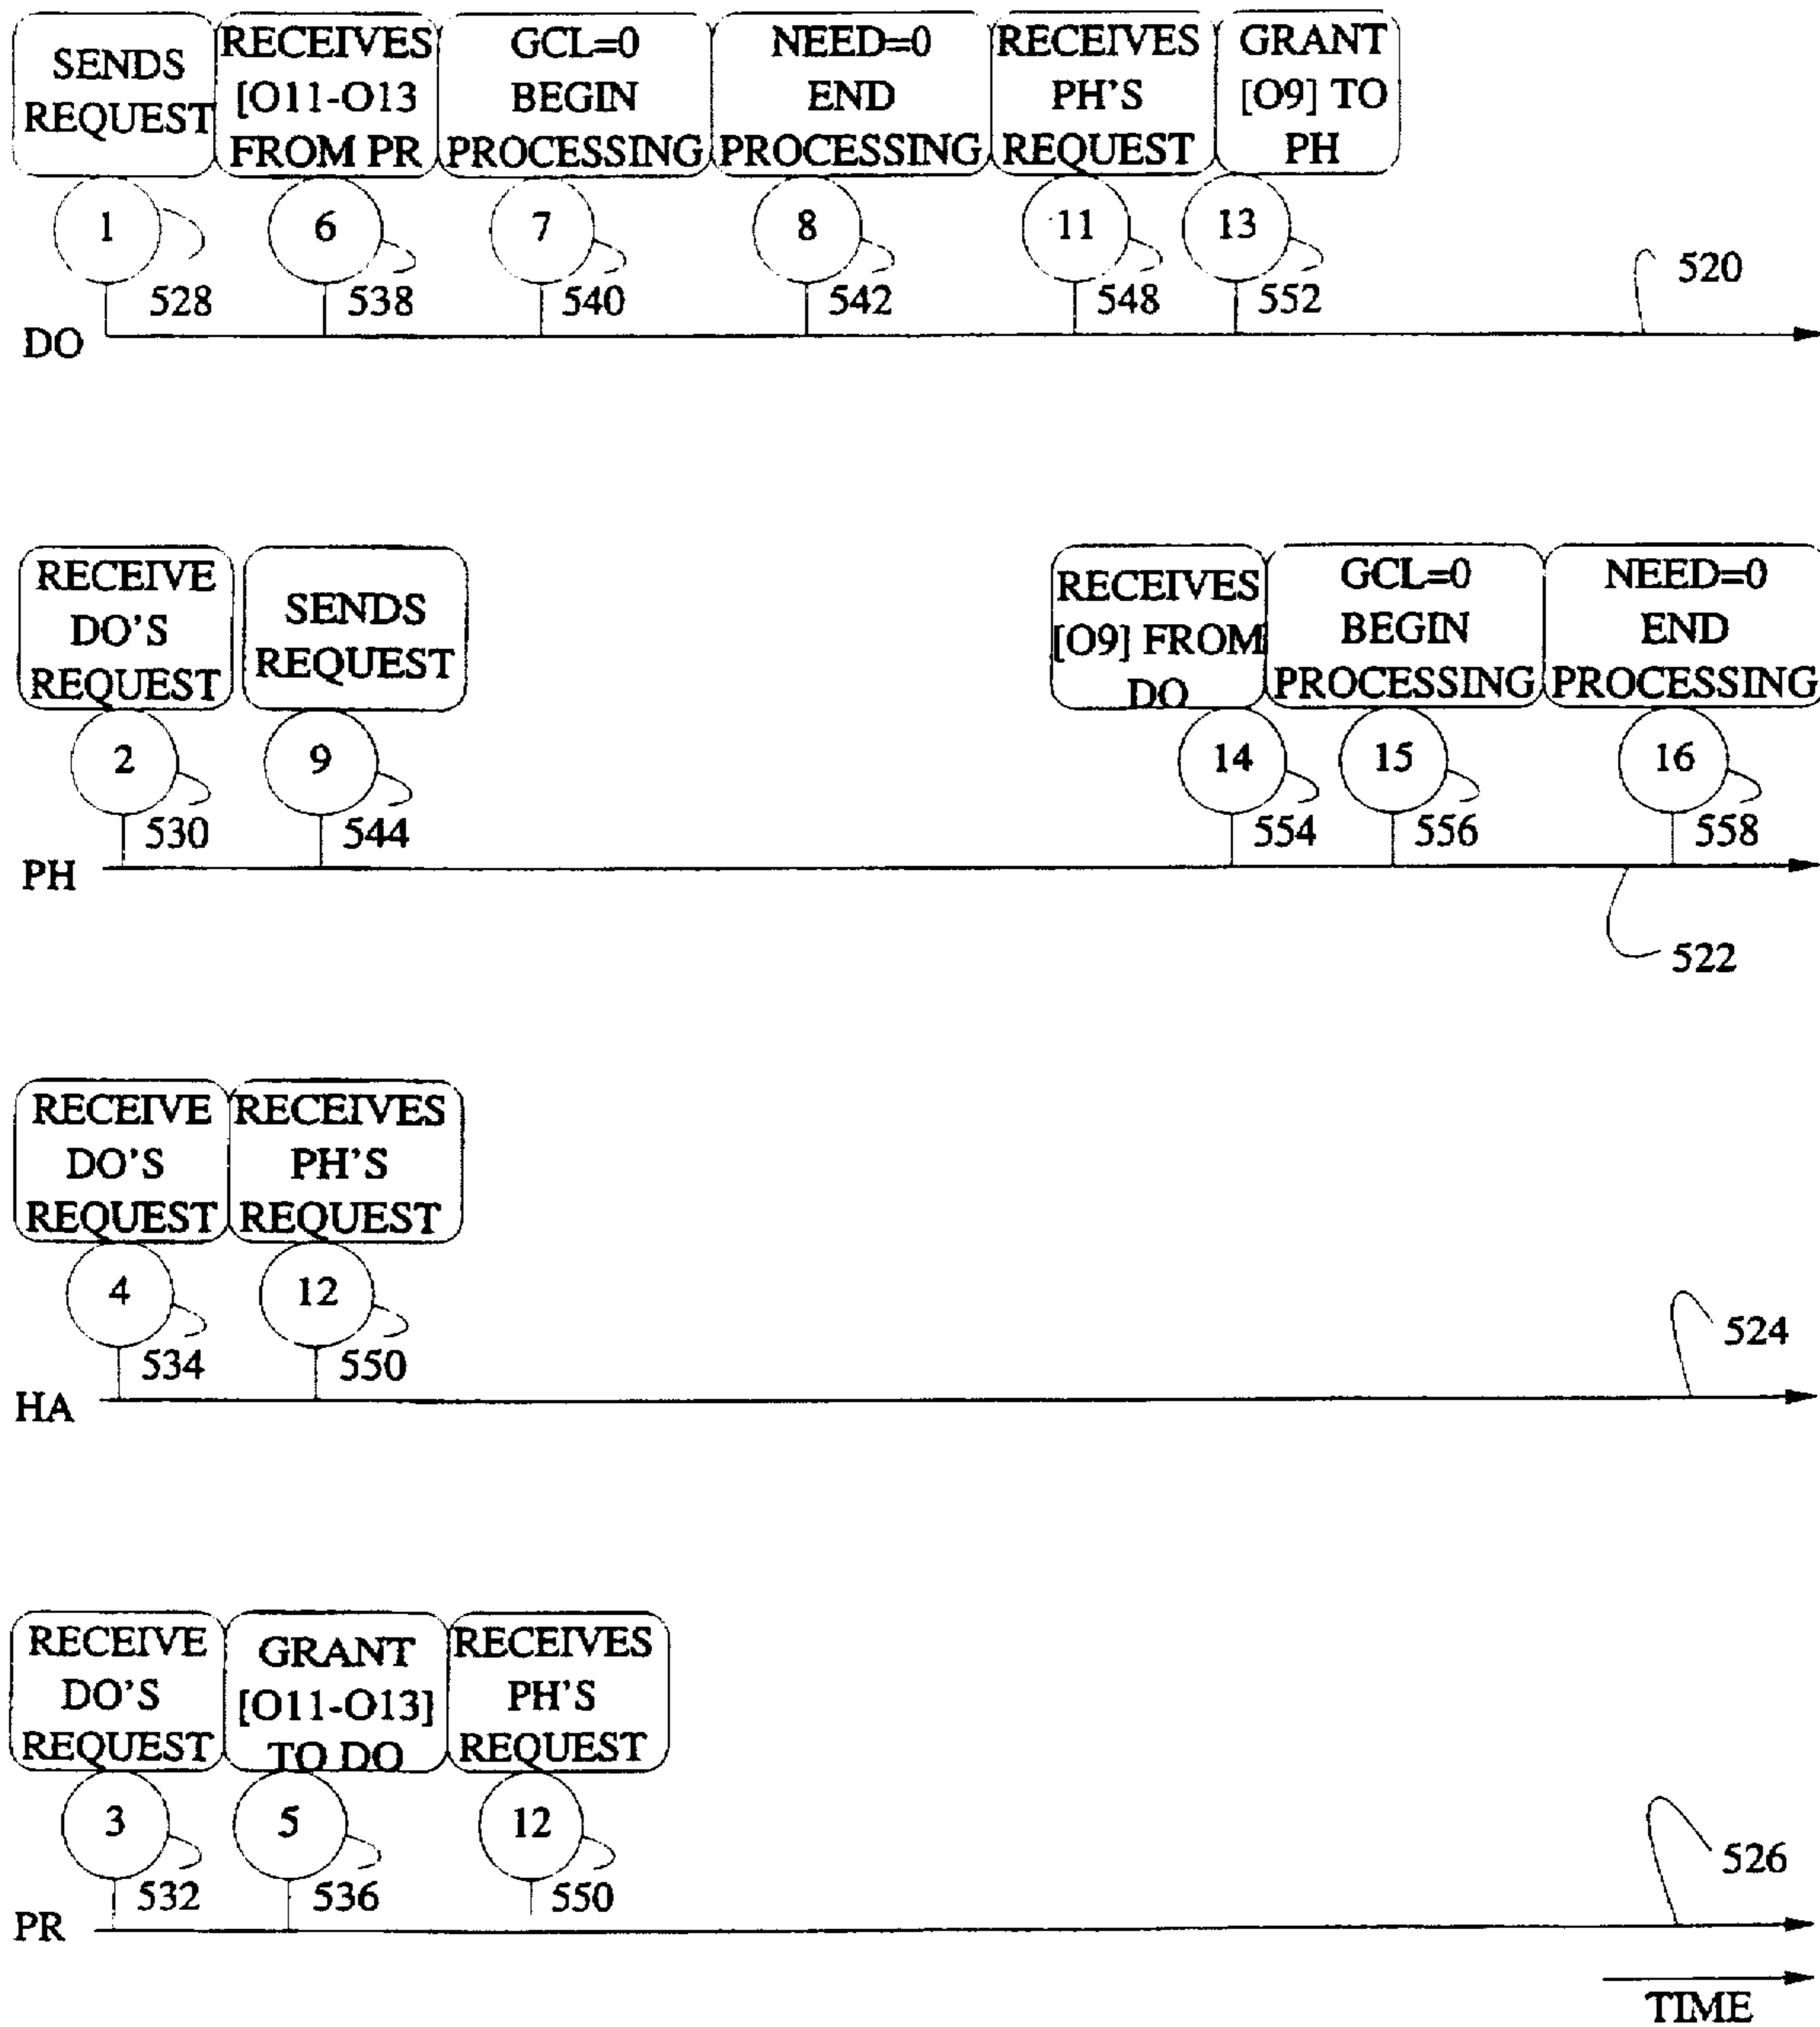 SENDS
REQUEST
RECEIVES
[O11-O13
FROM PR
GCL=0
BEGIN
PROCESSING
NEED=0
END
PROCESSING
RECEIVES
PH'S
REQUEST
GRANT
[O9] TO
PH
1
6
7
8
11
13
528
538
540
542
548
552
520
DO
RECEIVE
DO'S
REQUEST
SENDS
REQUEST
RECEIVES
[O9] FROM
DO
GCL=0
BEGIN
PROCESSING
NEED=0
END
PROCESSING
2
9
14
15
16
530
544
554
556
558
PH
522
RECEIVE
DO'S
REQUEST
RECEIVES
PH'S
REQUEST
4
12
534
550
524
HA
RECEIVE
DO'S
REQUEST
GRANT
[O11-O13]
TO DO
RECEIVES
PH'S
REQUEST
3
5
12
532
536
550
526
PR
TIME